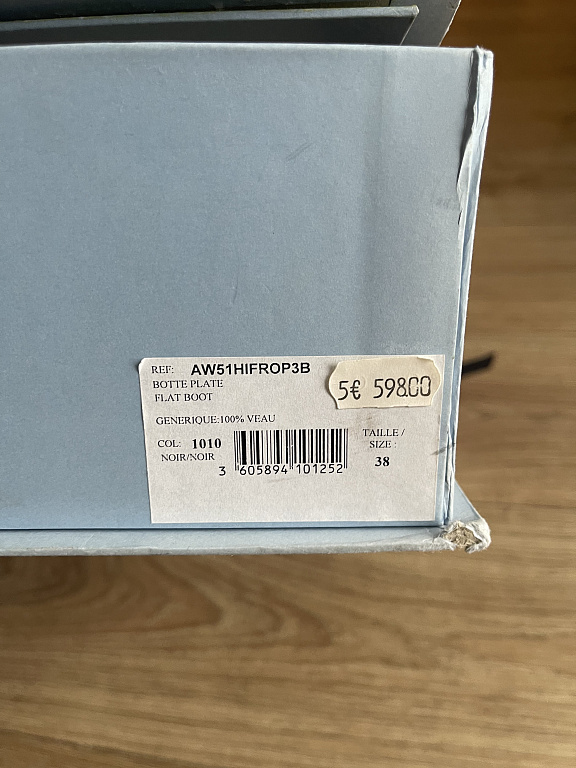 REF: AW51HIFROP3B
5€ 598.00
BOTTE PLATE
FLAT BOOT
GENERIQUE:100% VEAU
COL: 1010
NOIR/NOIR
3 605894 101252
TAILLE /
SIZE :
38